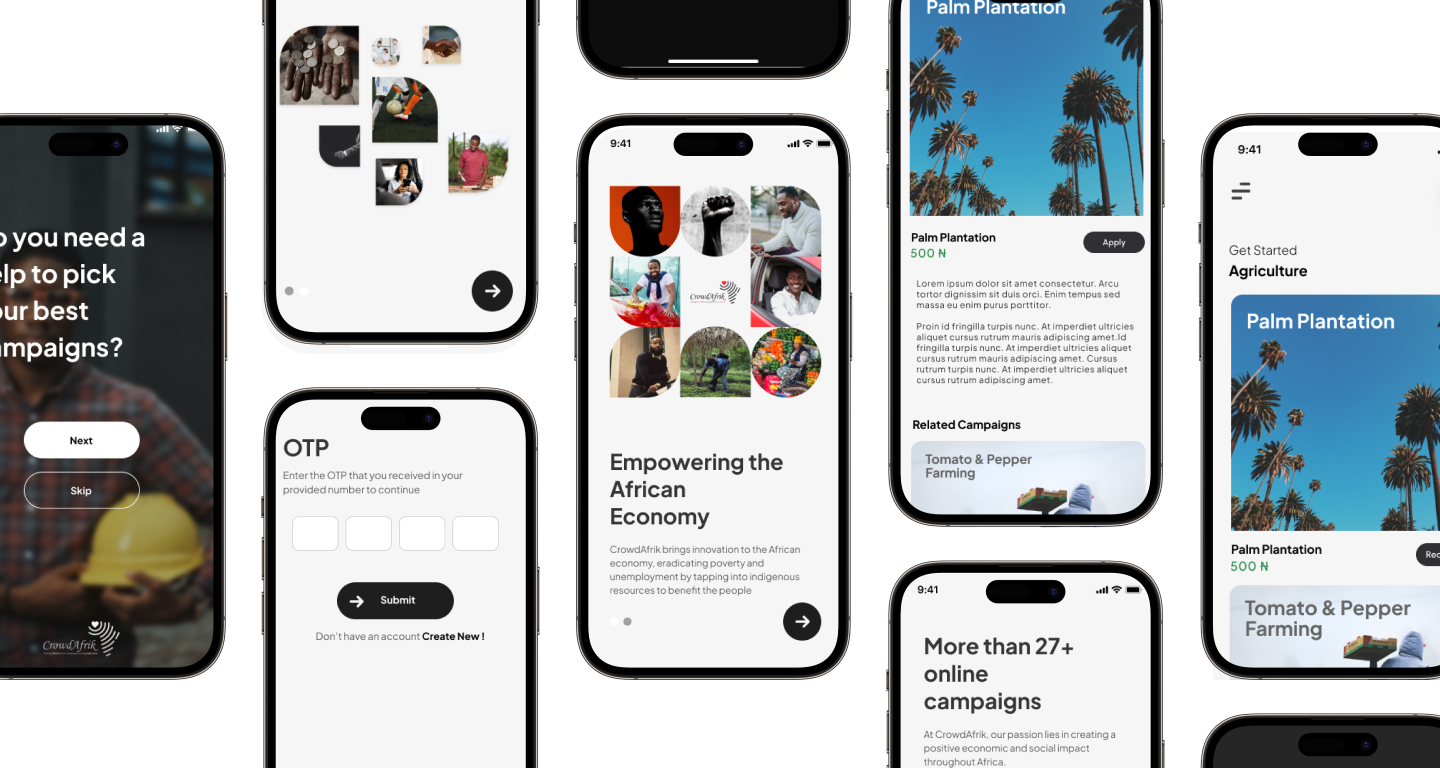 o you need a
elp to pick
our best
ampaigns?
Next
Skip
CrowdAfrik
OTP
Enter the OTP that you received in your
provided number to continue
Submit
Don't have an account Create New !
9:41
CrowdAfrik
Empowering the
African
Economy
CrowdAfrik brings innovation to the African
economy, eradicating poverty and
unemployment by tapping into indigenous
resources to benefit the people
Palm Plantation
Palm Plantation
500 ₦
Apply
Lorem ipsum dolor sit amet consectetur. Arcu
tortor dignissim sit duis orci. Enim tempus sed
massa eu enim purus porttitor.
Proin id fringilla turpis nunc. At imperdiet ultricies
aliquet cursus rutrum mauris adipiscing amet.Id
fringilla turpis nunc. At imperdiet ultricies aliquet
cursus rutrum mauris adipiscing amet. Cursus
rutrum turpis nunc. At imperdiet ultricies aliquet
cursus rutrum adipiscing amet.
Related Campaigns
Tomato & Pepper
Farming
9:41
More than 27+
online
campaigns
At CrowdAfrik, our passion lies in creating a
positive economic and social impact
throughout Africa.
9:41
Get Started
Agriculture
Palm Plantation
Palm Plantation
500 ₦
Rec
Tomato & Pepper
Farming